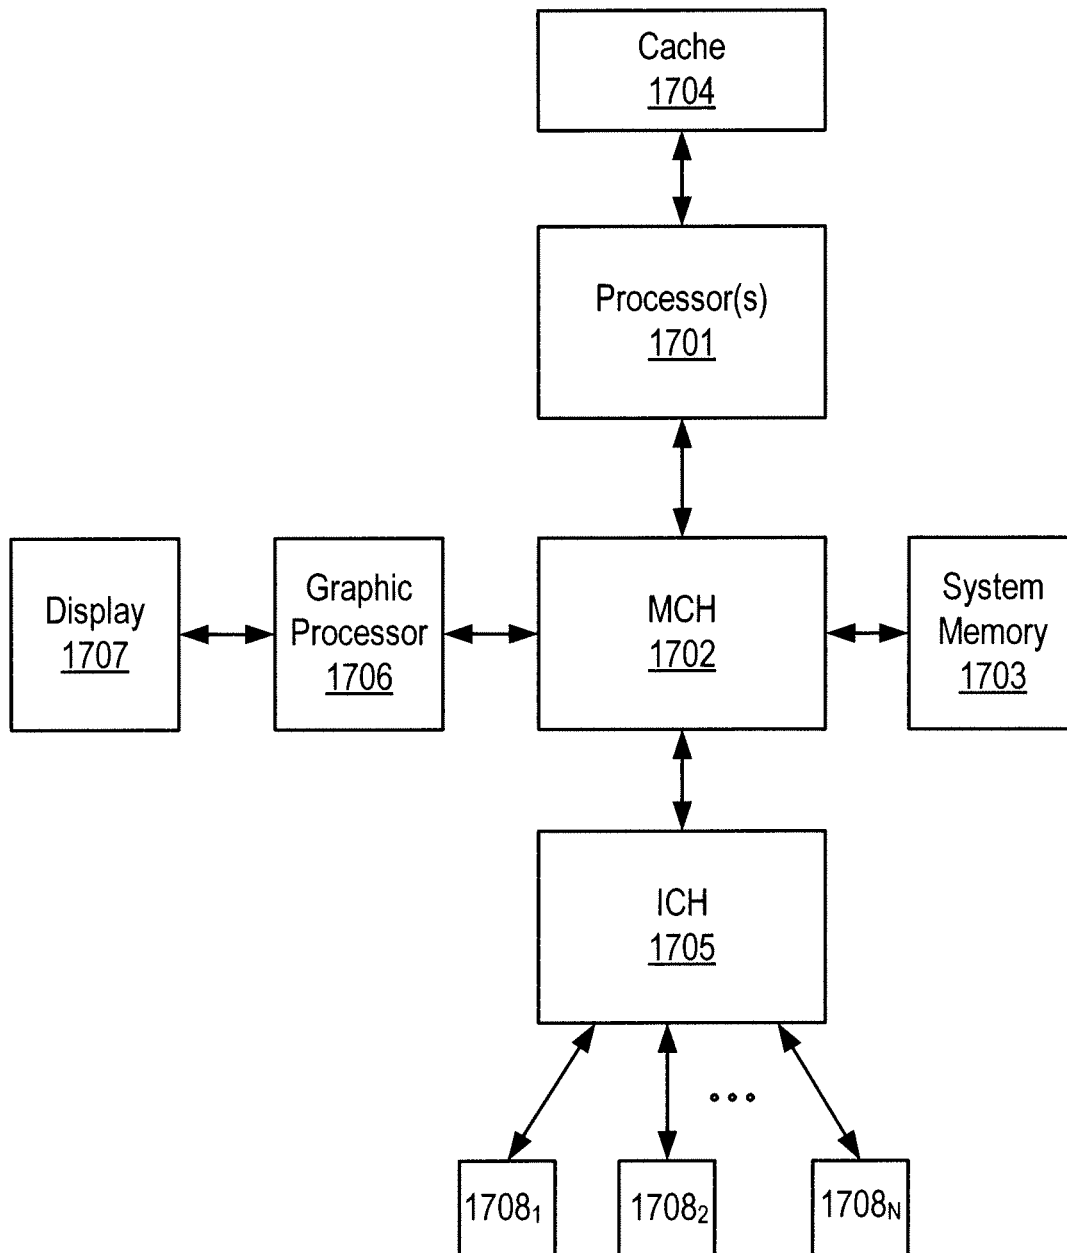 Cache
1704
Processor(s)
1701
Display
1707
Graphic
Processor
1706
MCH
1702
System
Memory
1703
ICH
1705
1708₁
1708₂
1708N